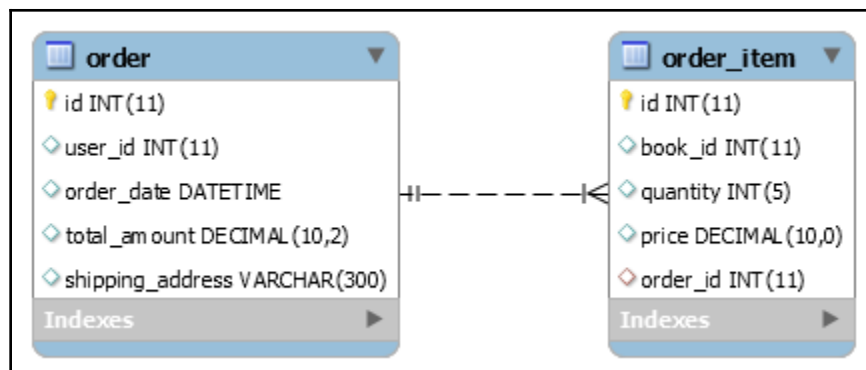 order
id INT(11)
user_id INT(11)
order_date DATETIME
total_amount DECIMAL(10,2)
shipping_address VARCHAR(300)
Indexes
order_item
id INT(11)
book_id INT(11)
quantity INT(5)
price DECIMAL(10,0)
order_id INT(11)
Indexes